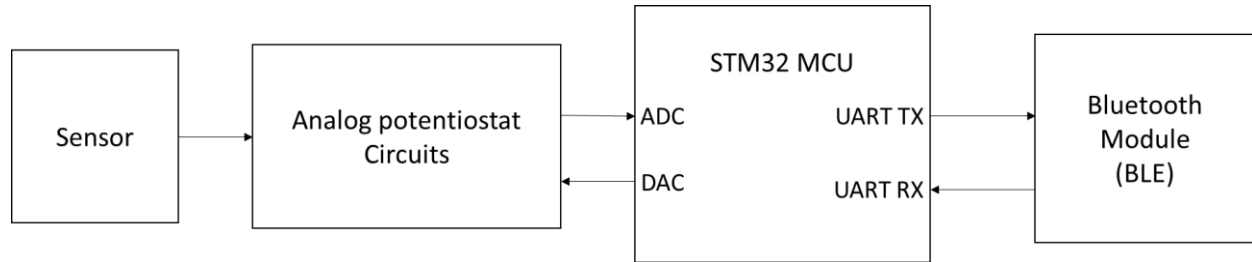 Sensor
Analog potentiostat
Circuits
STM32 MCU
ADC
DAC
UART TX
UART RX
Bluetooth
Module
(BLE)